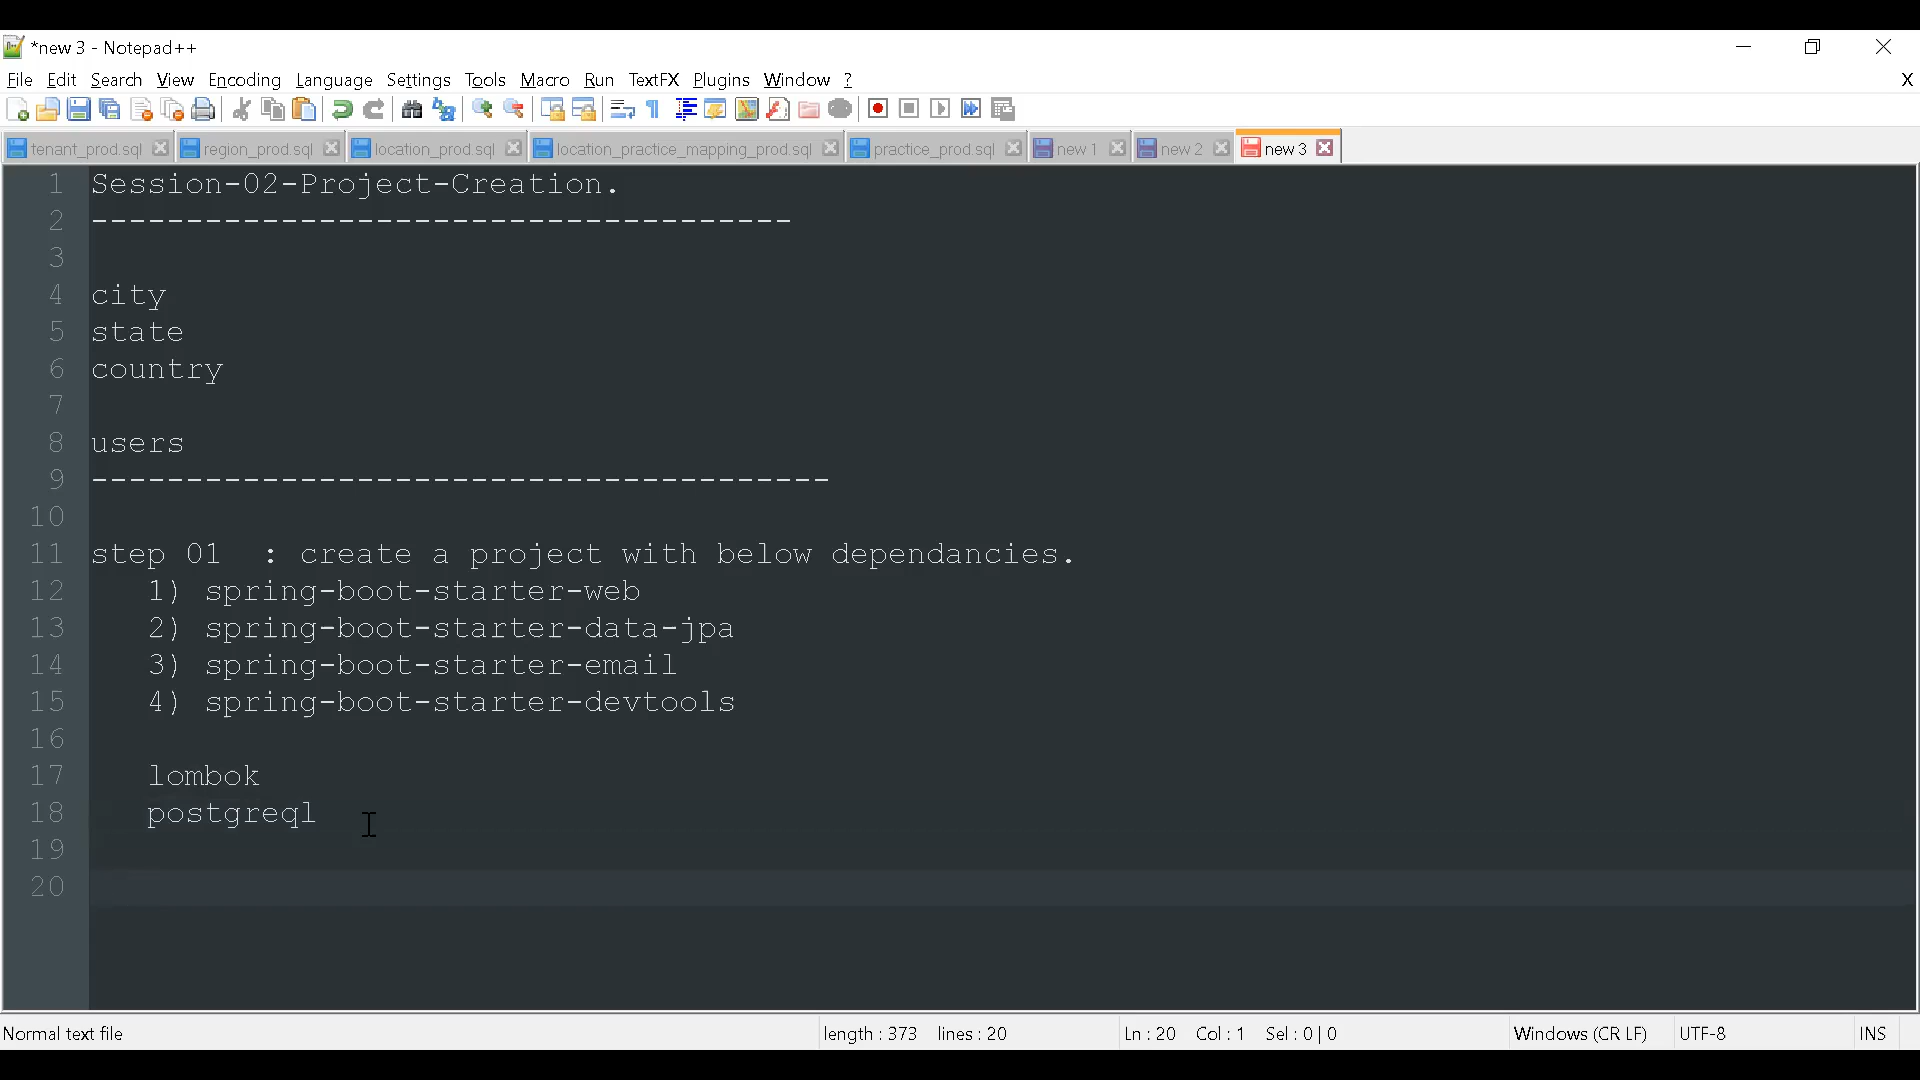 *new 3 - Notepad++
File Edit Search View Encoding Language Settings Tools Macro Run TextFX Plugins Window ? X
tenant_prod.sql region_prod.sql location_prod.sql location_practice_mapping_prod.sql practice_prod.sql new 1 new 2 new 3
1 Session-02-Project-Creation.
2 -------------------------------------
3
4 city
5 state
6 country
7
8 users
9 ---------------------------------------
10
11 step 01  : create a project with below dependancies.
12 1) spring-boot-starter-web
13 2) spring-boot-starter-data-jpa
14 3) spring-boot-starter-email
15 4) spring-boot-starter-devtools
16
17 lombok
18 postgreql
19
20
Normal text file length : 373 lines : 20 Ln : 20 Col : 1 Sel : 0 | 0 Windows (CR LF) UTF-8 INS